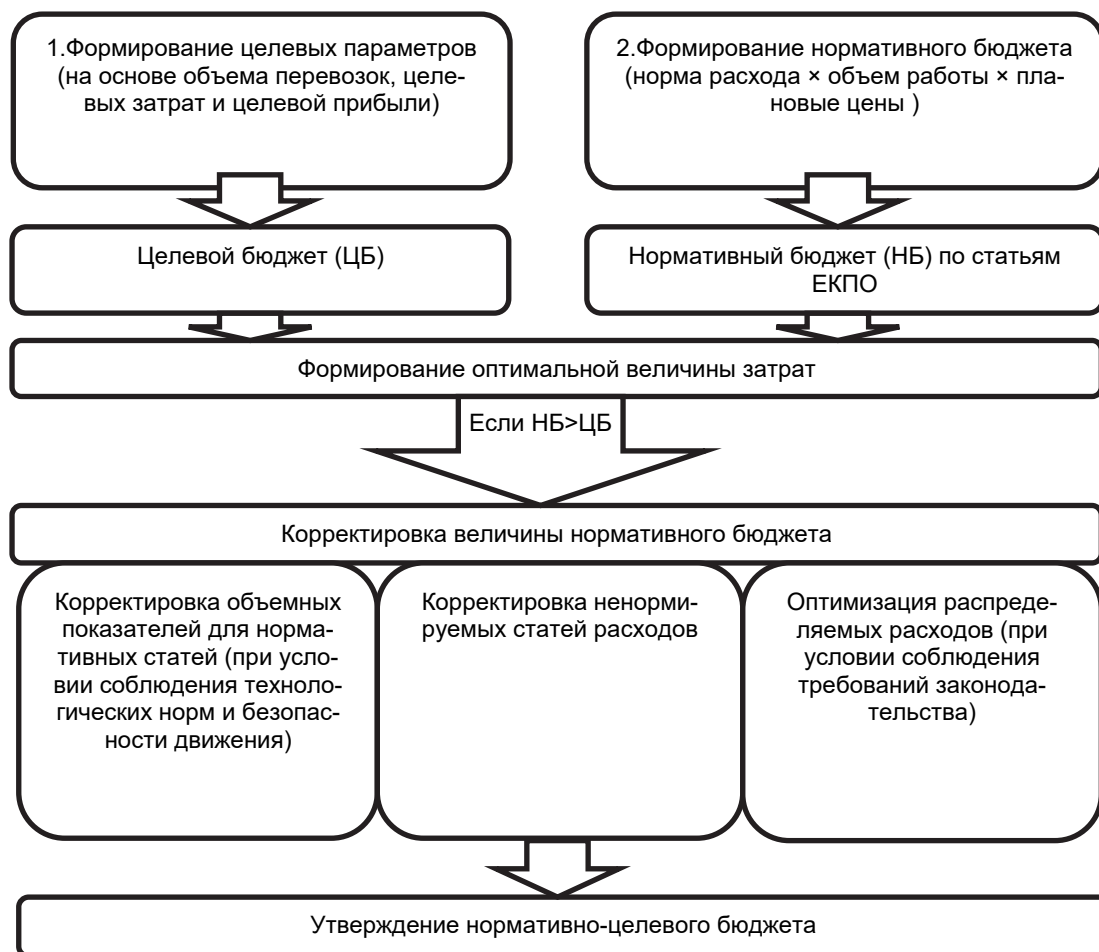 1.Формирование целевых параметров
(на основе объема перевозок, целе-
вых затрат и целевой прибыли)
2.Формирование нормативного бюджета
(норма расхода × объем работы × пла-
новые цены )
Целевой бюджет (ЦБ)
Нормативный бюджет (НБ) по статьям
ЕКПО
Формирование оптимальной величины затрат
Если НБ>ЦБ
Корректировка величины нормативного бюджета
Корректировка объемных
показателей для норма-
тивных статей (при усло-
вии соблюдения техноло-
гических норм и безопас-
ности движения)
Корректировка ненорми-
руемых статей расходов
Оптимизация распреде-
ляемых расходов (при
условии соблюдения
требований законода-
тельства)
Утверждение нормативно-целевого бюджета